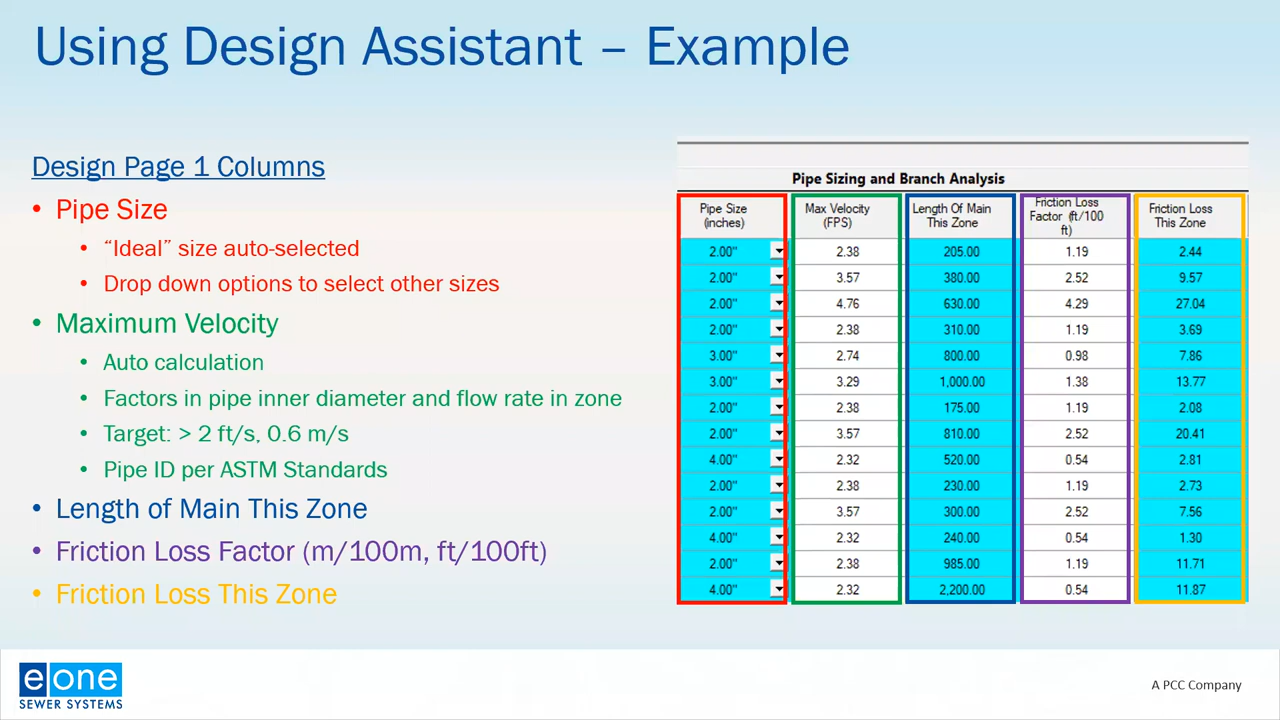 Using Design Assistant – Example
Design Page 1 Columns
• Pipe Size
• “Ideal” size auto-selected
• Drop down options to select other sizes
• Maximum Velocity
• Auto calculation
• Factors in pipe inner diameter and flow rate in zone
• Target: > 2 ft/s, 0.6 m/s
• Pipe ID per ASTM Standards
• Length of Main This Zone
• Friction Loss Factor (m/100m, ft/100ft)
• Friction Loss This Zone
Pipe Sizing and Branch Analysis
Pipe Size (inches) Max Velocity (FPS) Length Of Main This Zone Friction Loss Factor (ft/100 ft) Friction Loss This Zone
2.00" 2.38 205.00 1.19 2.44
2.00" 3.57 380.00 2.52 9.57
2.00" 4.76 630.00 4.29 27.04
2.00" 2.38 310.00 1.19 3.69
3.00" 2.74 800.00 0.98 7.86
3.00" 3.29 1,000.00 1.38 13.77
2.00" 2.38 175.00 1.19 2.08
2.00" 3.57 810.00 2.52 20.41
4.00" 2.32 520.00 0.54 2.81
2.00" 2.38 230.00 1.19 2.73
2.00" 3.57 300.00 2.52 7.56
4.00" 2.32 240.00 0.54 1.30
2.00" 2.38 985.00 1.19 11.71
4.00" 2.32 2,200.00 0.54 11.87
e one
SEWER SYSTEMS
A PCC Company